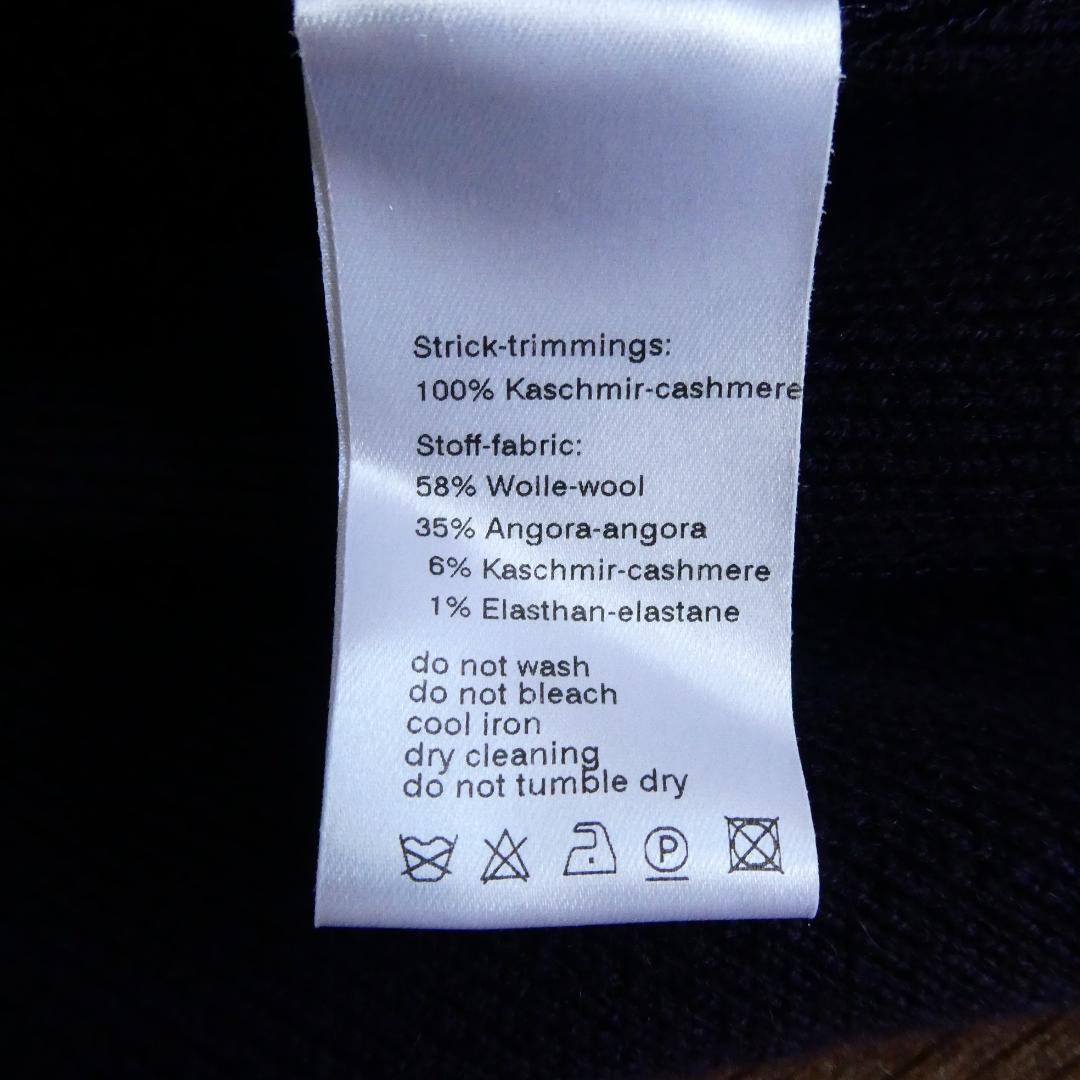 Strick-trimmings:
100% Kaschmir-cashmere
Stoff-fabric:
58% Wolle-wool
35% Angora-angora
6% Kaschmir-cashmere
1% Elasthan-elastane
do not wash
do not bleach
cool iron
dry cleaning
do not tumble dry
P